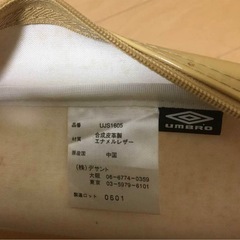 品番 UJS1605
材質 合成皮革製
エナメルレザー
原産国 中国
(株)デサント
大阪 06-6774-0359
東京 03-5979-6101
製造ロット 0801
UMBRO